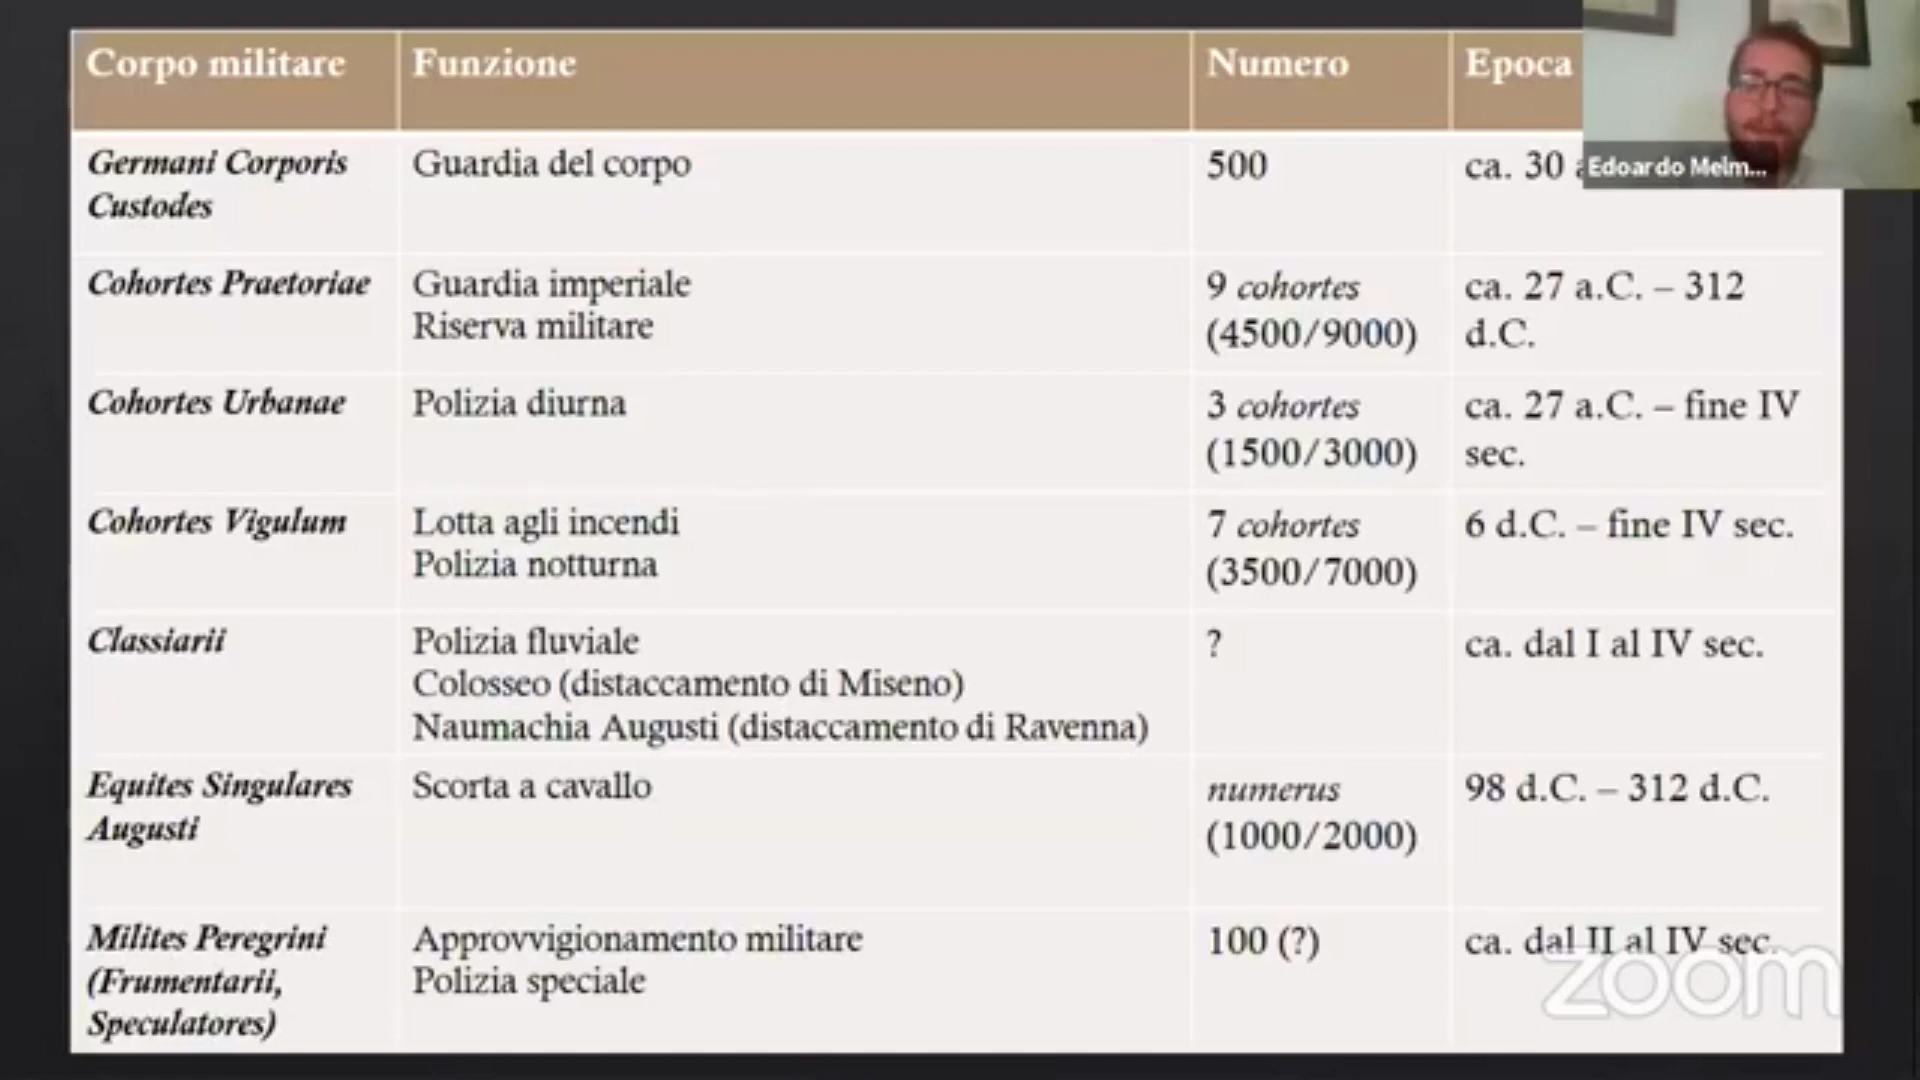 Corpo militare Funzione Numero Epoca
Germani Corporis Custodes Guardia del corpo 500 ca. 30
Cohortes Praetoriae Guardia imperiale Riserva militare 9 cohortes (4500/9000) ca. 27 a.C. – 312 d.C.
Cohortes Urbanae Polizia diurna 3 cohortes (1500/3000) ca. 27 a.C. – fine IV sec.
Cohortes Vigulum Lotta agli incendi Polizia notturna 7 cohortes (3500/7000) 6 d.C. – fine IV sec.
Classiarii Polizia fluviale Colosseo (distaccamento di Miseno) Naumachia Augusti (distaccamento di Ravenna) ? ca. dal I al IV sec.
Equites Singulares Augusti Scorta a cavallo numerus (1000/2000) 98 d.C. – 312 d.C.
Milites Peregrini (Frumentarii, Speculatores) Approvvigionamento militare Polizia speciale 100 (?) ca. dal II al IV sec.
Edoardo Melm...
zoom